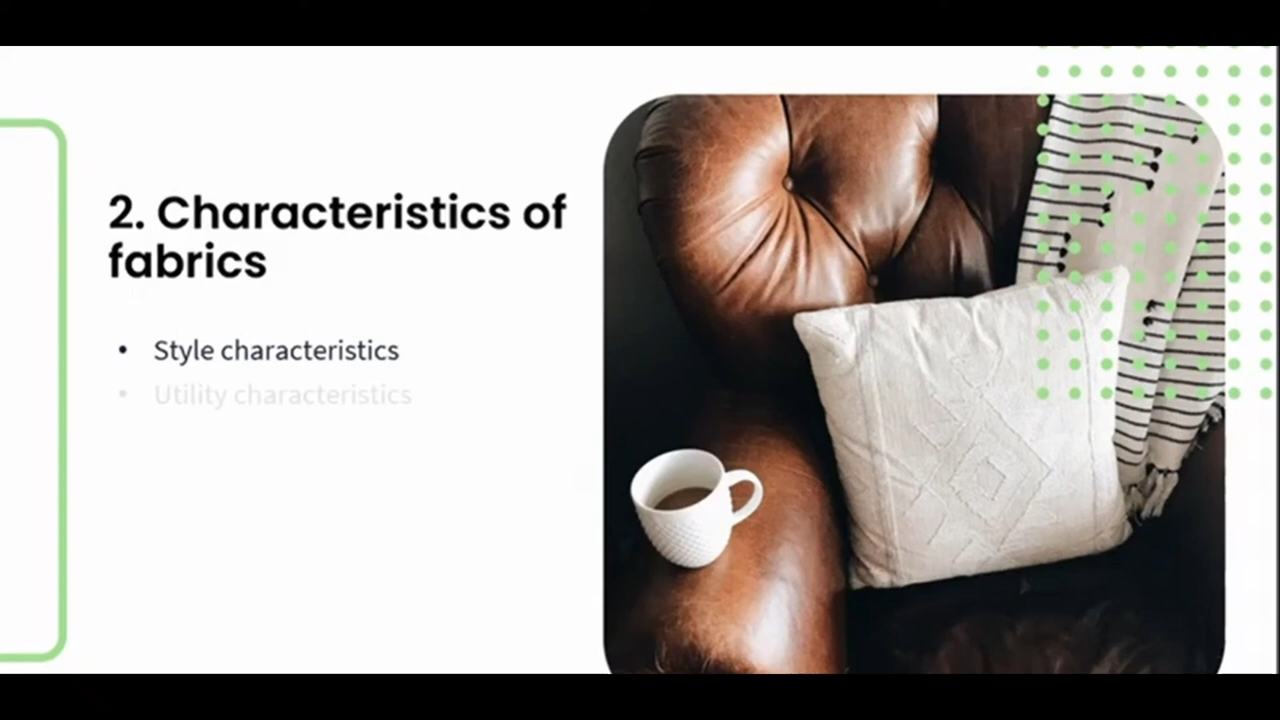 2. Characteristics of
fabrics
• Style characteristics
• Utility characteristics